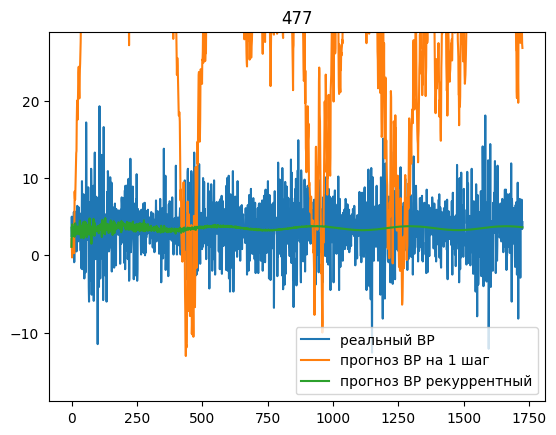 477
20
10
0
−10
реальный ВР
прогноз ВР на 1 шаг
прогноз ВР рекуррентный
0 250 500 750 1000 1250 1500 1750